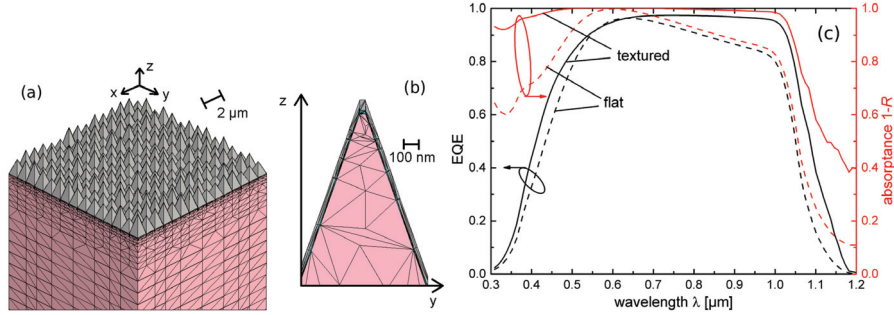 (a)
z
x
y
2 µm
(b)
z
100 nm
y
(c)
textured
flat
EQE
1.0
0.8
0.6
0.4
0.2
0.0
0.3 0.4 0.5 0.6 0.7 0.8 0.9 1.0 1.1 1.2
wavelength λ [µm]
1.0
0.8
0.6
0.4
0.2
0.0
absorptance 1-R